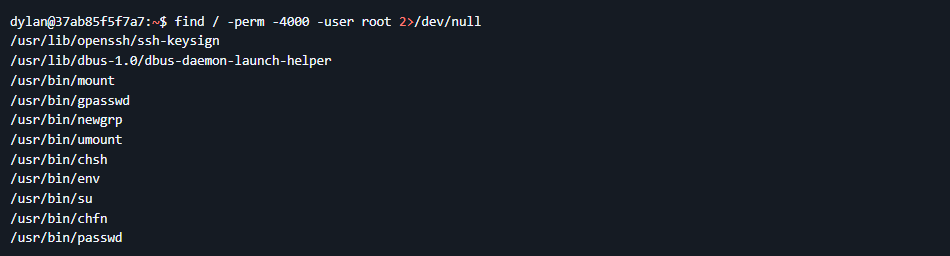 dylan@37ab85f5f7a7:~$ find / -perm -4000 -user root 2>/dev/null
/usr/lib/openssh/ssh-keysign
/usr/lib/dbus-1.0/dbus-daemon-launch-helper
/usr/bin/mount
/usr/bin/gpasswd
/usr/bin/newgrp
/usr/bin/umount
/usr/bin/chsh
/usr/bin/env
/usr/bin/su
/usr/bin/chfn
/usr/bin/passwd